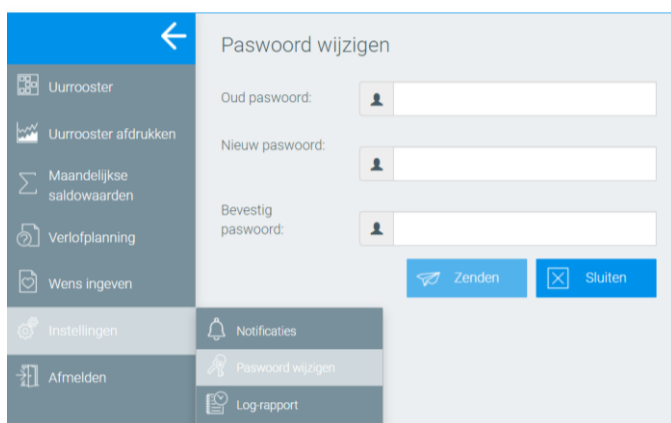 Paswoord wijzigen
Uurrooster
Uurrooster afdrukken
Maandelijkse
saldowaarden
Verlofplanning
Wens ingeven
Instellingen
Afmelden
Oud paswoord:
Nieuw paswoord:
Bevestig
paswoord:
Zenden
Sluiten
Notificaties
Paswoord wijzigen
Log-rapport